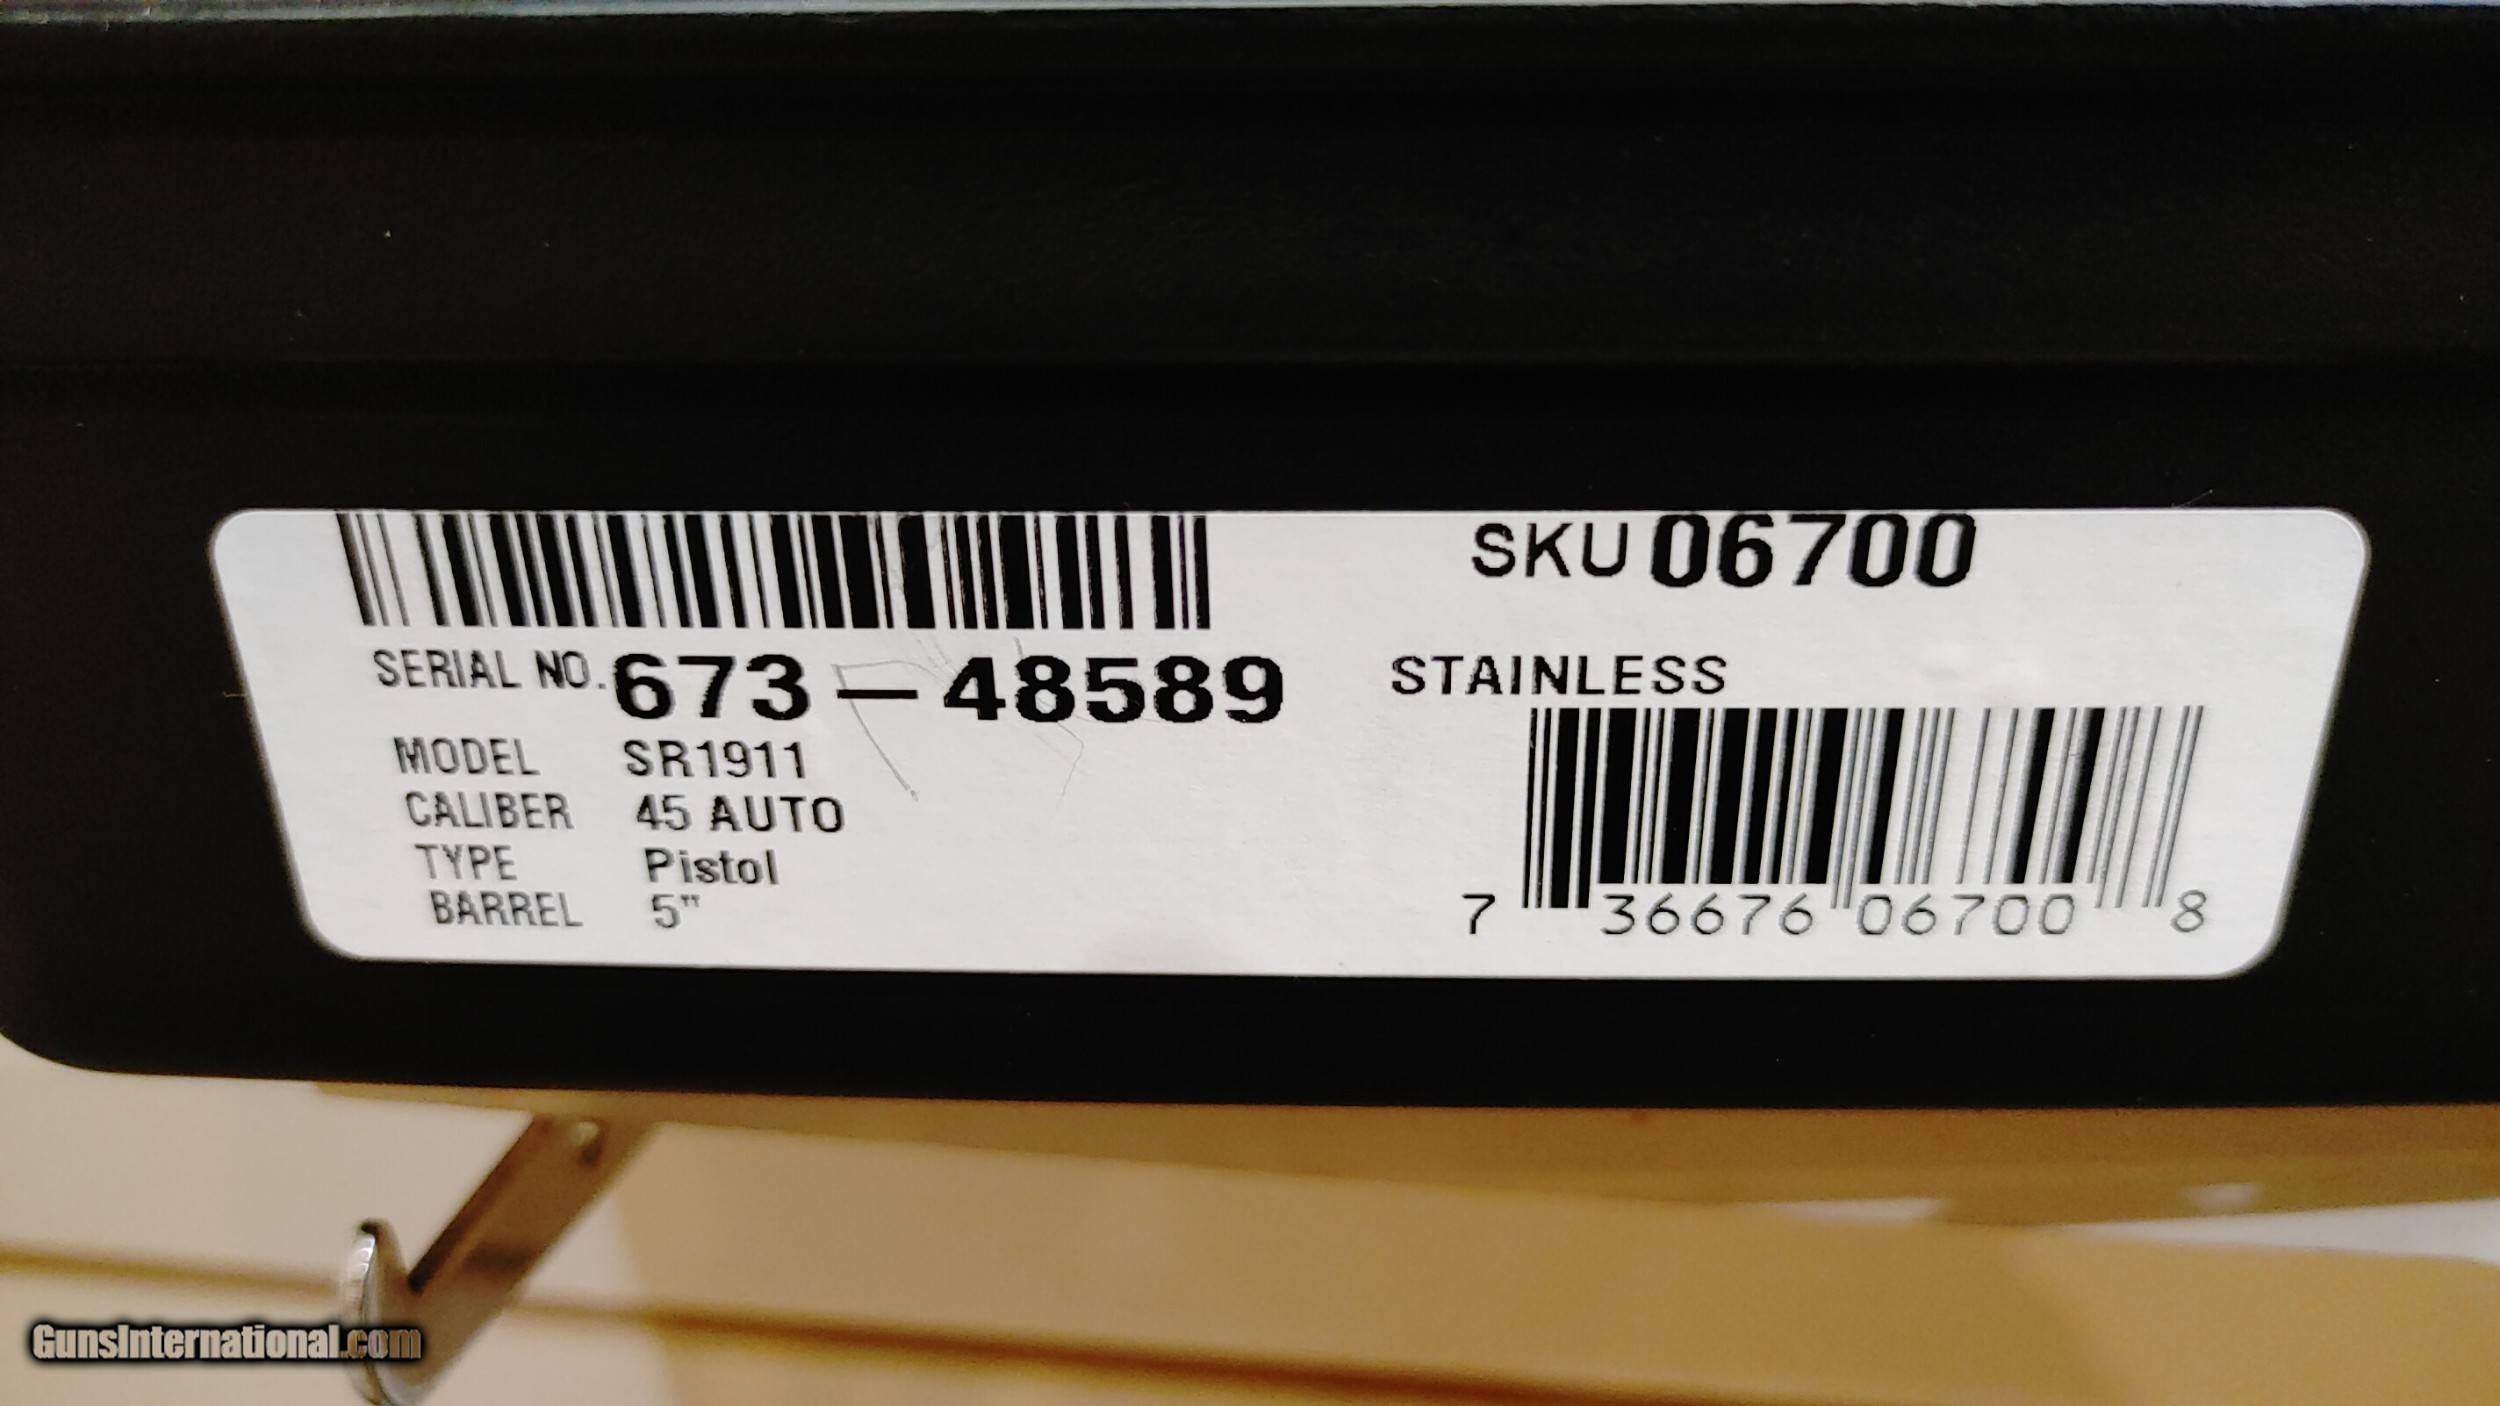 SKU 06700
SERIAL NO. 673-48589
STAINLESS
MODEL SR1911
CALIBER 45 AUTO
TYPE Pistol
BARREL 5"
7 36676 06700 8
GunsInternational.com